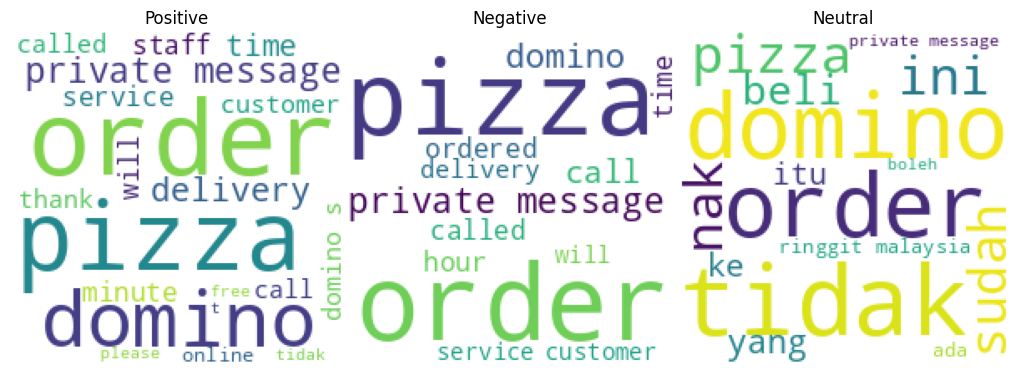 Positive
called staff time
private message
service customer
order
will
thank delivery
pizza
domino s
minute free call
t
domino
please online tidak
Negative
domino
pizza
time
ordered
delivery call
private message
called
hour will
order
service customer
Neutral
pizza private message
beli ini
domino
nak itu boleh
order
ringgit malaysia
ke
tidak
sudah
yang ada